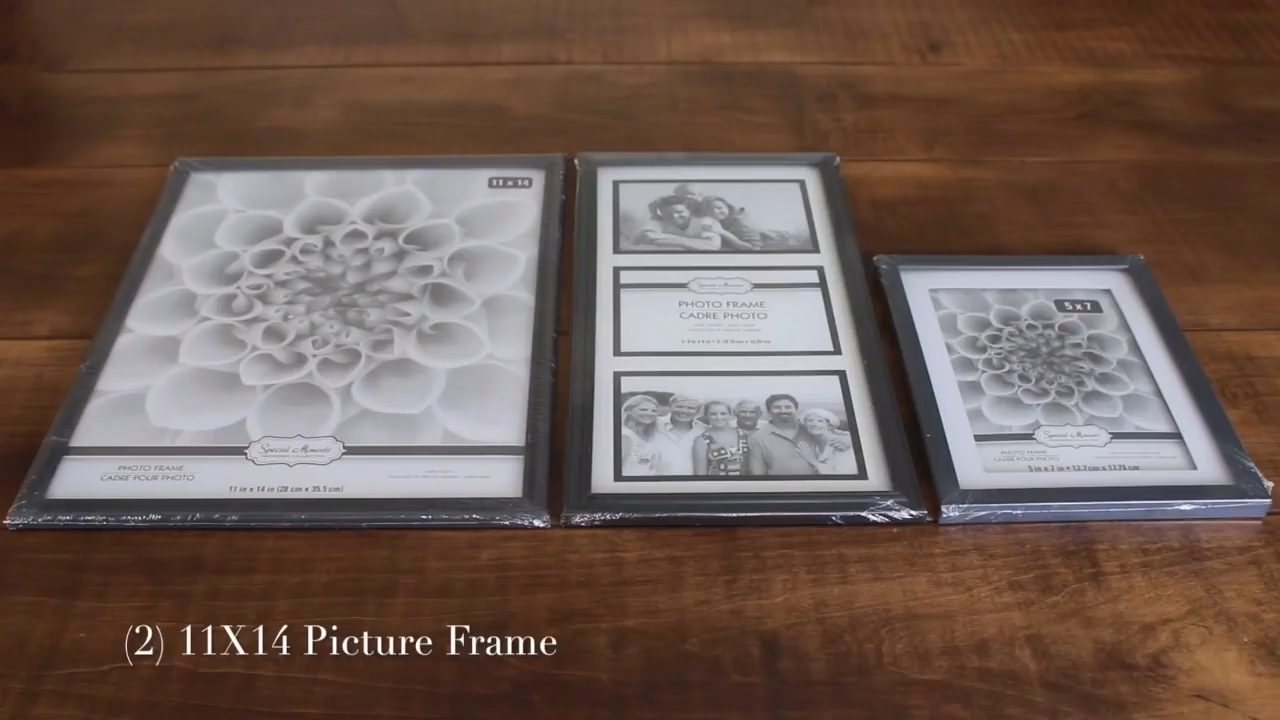 11 x 14
Special Moments
PHOTO FRAME
CADRE POUR PHOTO
11 in x 14 in (28 cm x 35.5 cm)
Special Moments
PHOTO FRAME
CADRE PHOTO
5 x 7
Special Moments
PHOTO FRAME
CADRE POUR PHOTO
5 in x 7 in • 12.7 cm x 17.78 cm
(2) 11X14 Picture Frame